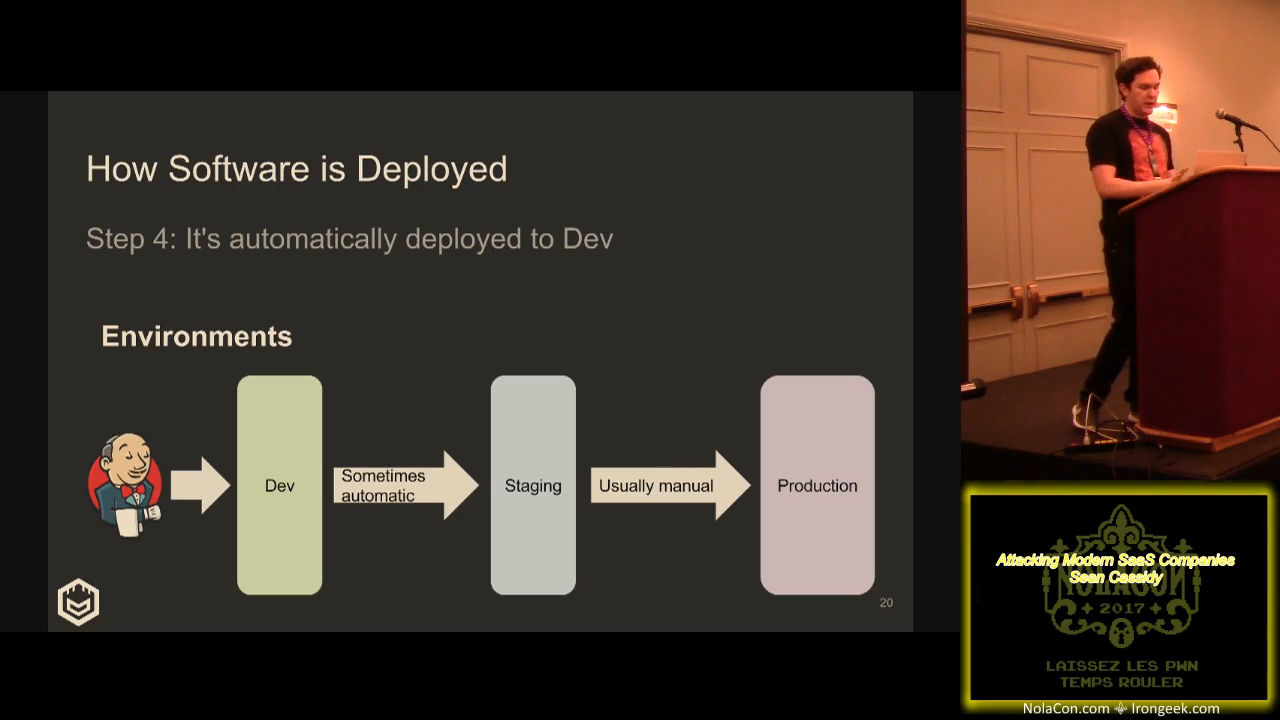 How Software is Deployed
Step 4: It's automatically deployed to Dev
Environments
Dev
Sometimes
automatic
Staging
Usually manual
Production
20
Attacking Modern SaaS Companies
Sean Cassidy
NOLACON
2017
LAISSEZ LES PWN
TEMPS ROULER
NolaCon.com ⚜ Irongeek.com